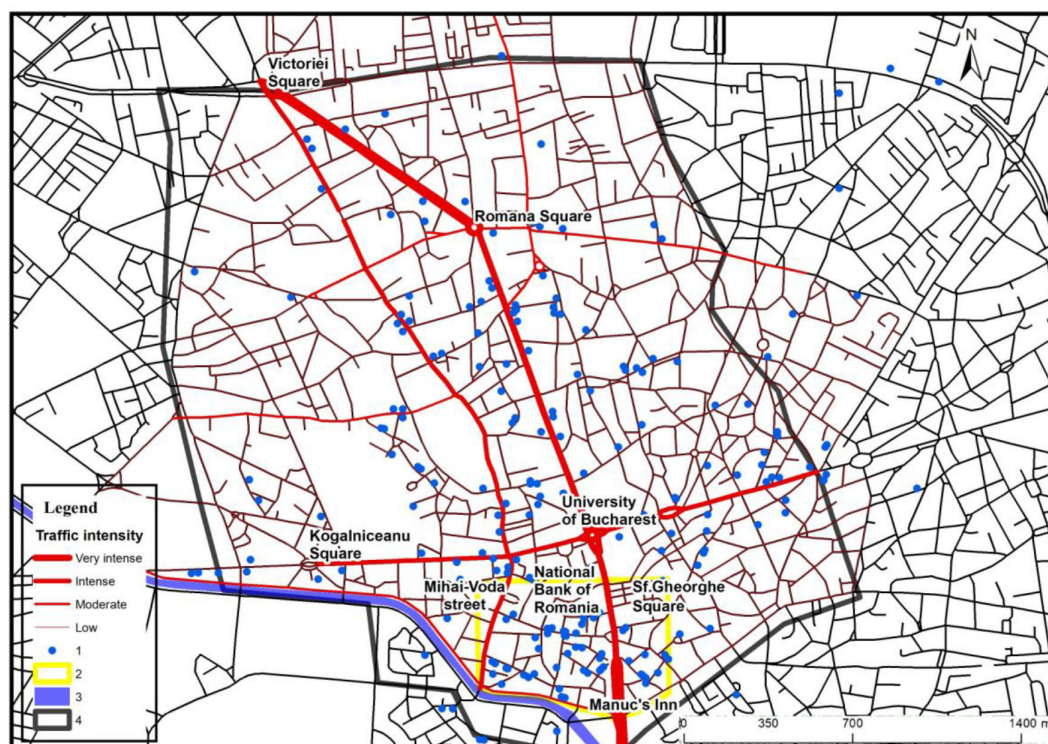 N
Victoriei
Square
Romana Square
University
of Bucharest
Kogalniceanu
Square
Mihai-Voda
street
National
Bank of
Romania
Sf.Gheorghe
Square
Manuc's Inn
Legend
Traffic intensity
Very intense
Intense
Moderate
Low
1
2
3
4
0 350 700 1400 m